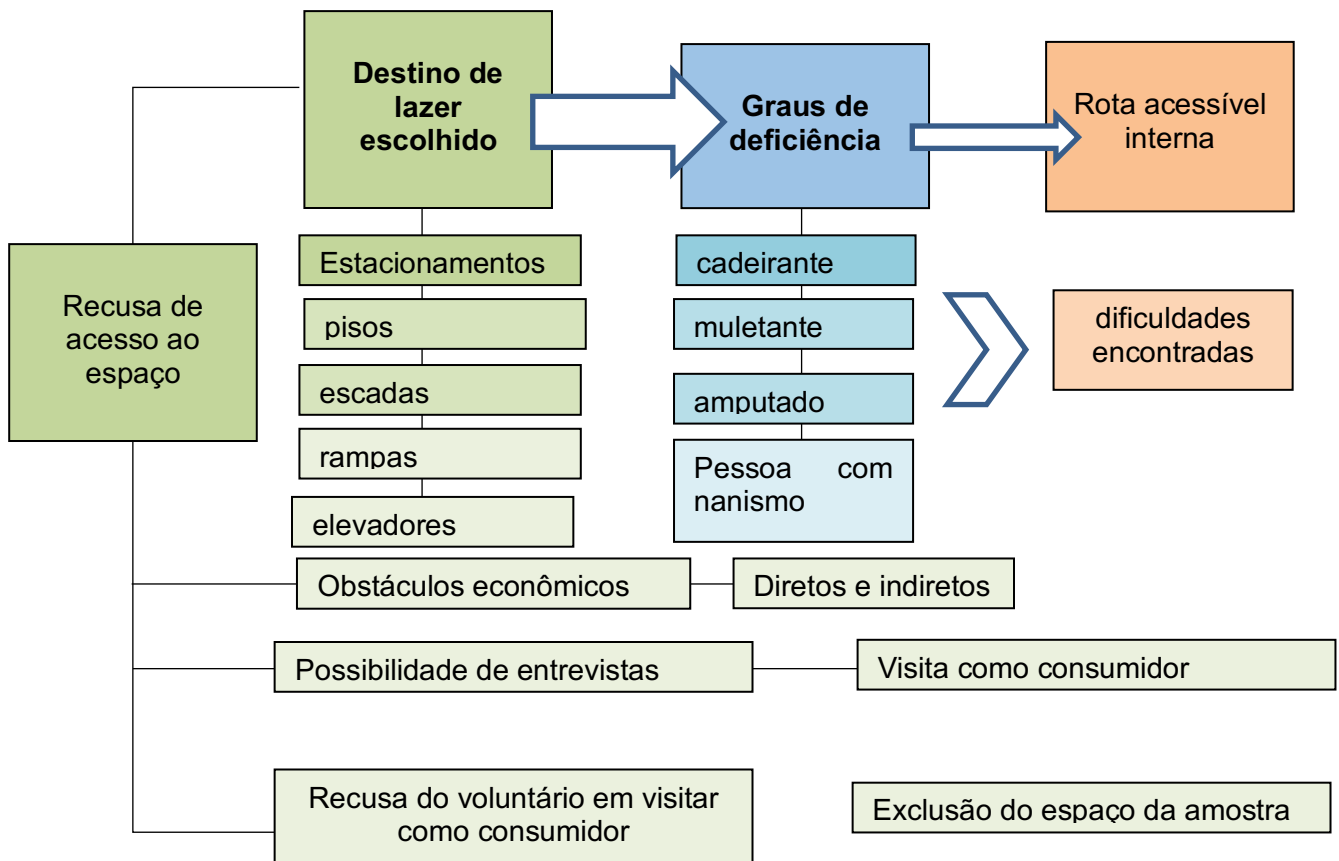 Destino de
lazer
escolhido
Graus de
deficiência
Rota acessível
interna
Recusa de
acesso ao
espaço
Estacionamentos
pisos
escadas
rampas
elevadores
cadeirante
muletante
amputado
Pessoa com
nanismo
dificuldades
encontradas
Obstáculos econômicos
Diretos e indiretos
Possibilidade de entrevistas
Visita como consumidor
Recusa do voluntário em visitar
como consumidor
Exclusão do espaço da amostra